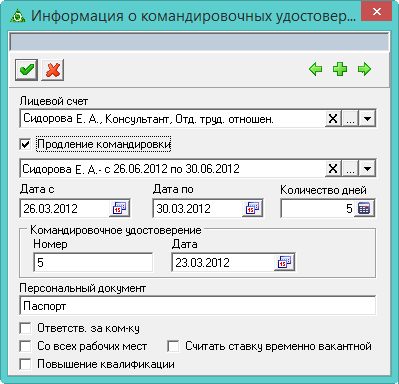 Информация о командировочных удостовер...
Лицевой счет
Сидорова Е. А., Консультант, Отд. труд. отношен.
Продление командировки
Сидорова Е. А.- с 26.06.2012 по 30.06.2012
Дата с Дата по Количество дней
26.03.2012 30.03.2012 5
Командировочное удостоверение
Номер Дата
5 23.03.2012
Персональный документ
Паспорт
Ответств. за ком-ку
Со всех рабочих мест Считать ставку временно вакантной
Повышение квалификации